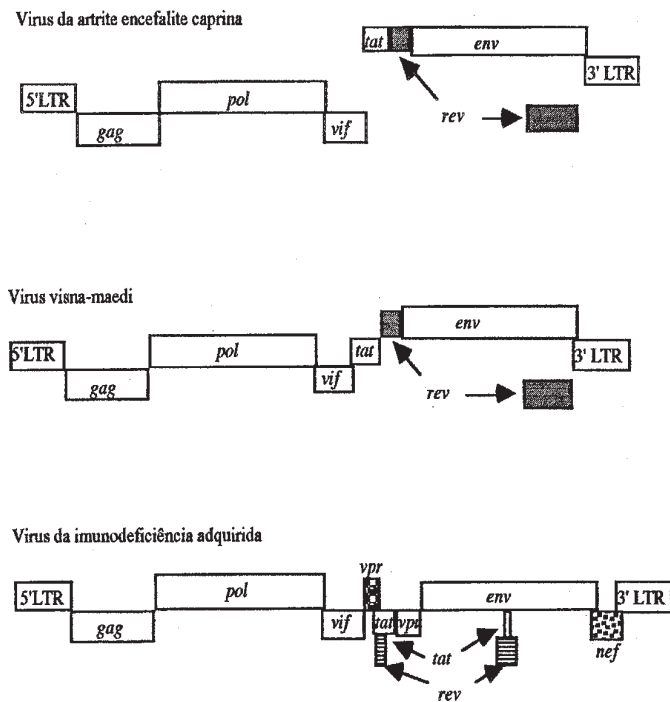 Virus da artrite encefalite caprina
tat env
5'LTR pol 3' LTR
rev
gag vif
Virus visna-maedi
env
5'LTR pol tat 3' LTR
gag vif rev
Virus da imunodeficiência adquirida
vpr
5'LTR pol env 3' LTR
gag vif tat vpu nef
tat
rev